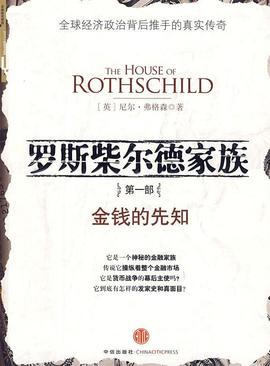 全球经济政治背后推手的真实传奇
THE HOUSE OF
ROTHSCHILD
[英] 尼尔·弗格森 著
罗斯柴尔德家族
第一部
金钱的先知
它是一个神秘的金融家族
传说它操纵着整个金融市场
它是货币战争的幕后主使吗?
它到底有怎样的发家史和真面目?
中信出版社·CHINACITICPRESS